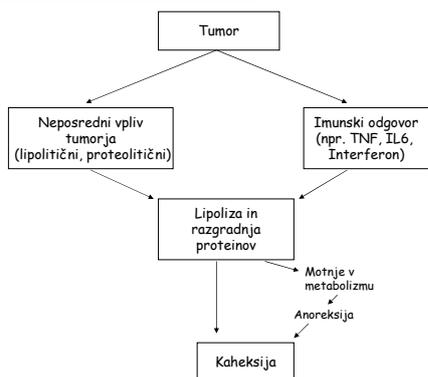 Tumor
Neposredni vpliv
tumorja
(lipolitični, proteolitični)
Imunski odgovor
(npr. TNF, IL6,
Interferon)
Lipoliza in
razgradnja
proteinov
Motnje v
metabolizmu
Anoreksija
Kaheksija